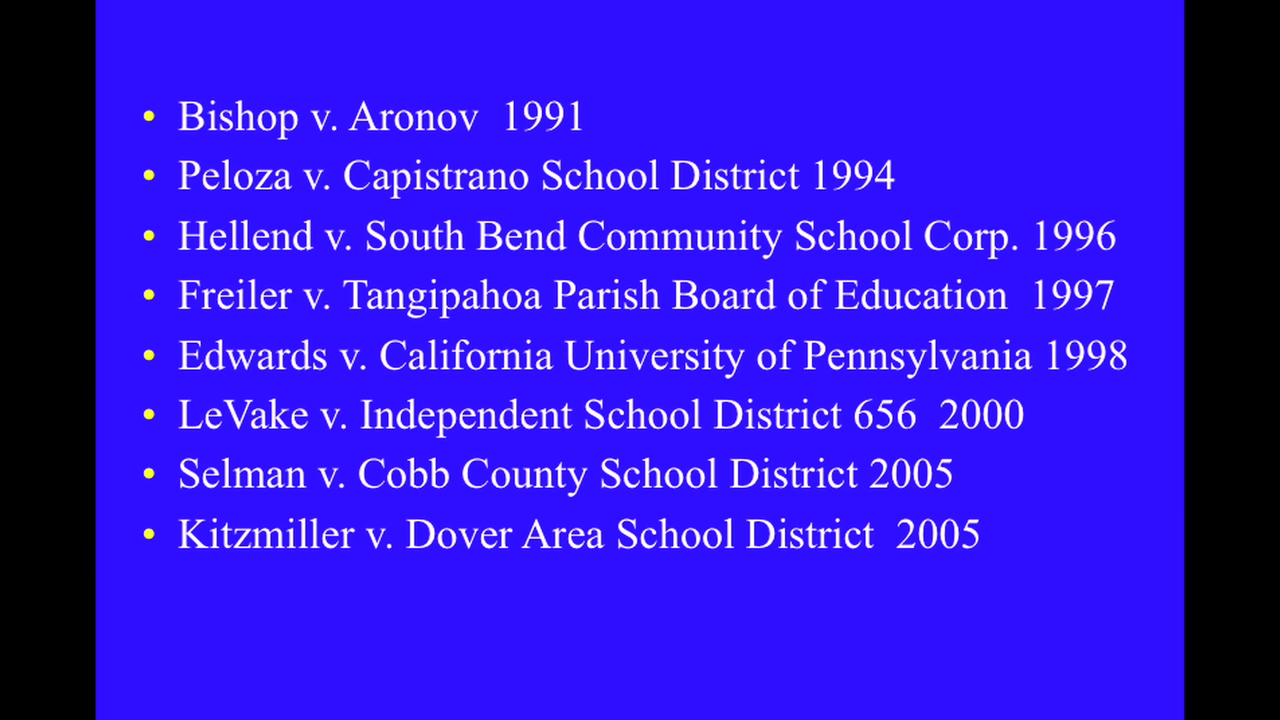 • Bishop v. Aronov  1991
• Peloza v. Capistrano School District 1994
• Hellend v. South Bend Community School Corp. 1996
• Freiler v. Tangipahoa Parish Board of Education  1997
• Edwards v. California University of Pennsylvania 1998
• LeVake v. Independent School District 656  2000
• Selman v. Cobb County School District 2005
• Kitzmiller v. Dover Area School District  2005